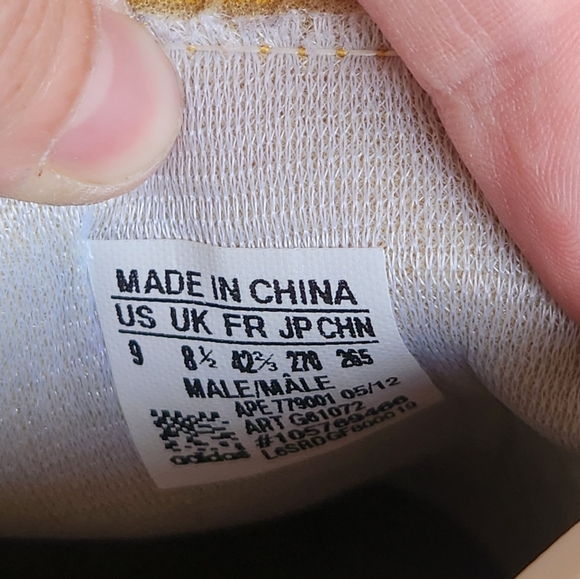 MADE IN CHINA
US UK FR JP CHN
9 8½ 42⅔ 270 265
MALE/MÂLE
APE 779001 05/12
ART G61072
#105769466
adidas